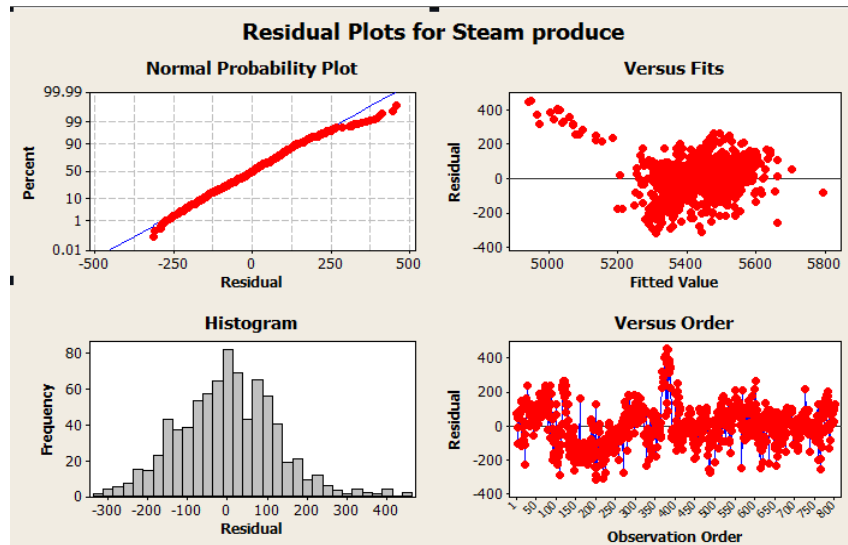 Residual Plots for Steam produce
Normal Probability Plot
99.99
99
90
50
10
1
0.01
Percent
-500 -250 0 250 500
Residual
Versus Fits
400
200
0
-200
-400
Residual
5000 5200 5400 5600 5800
Fitted Value
Histogram
80
60
40
20
0
Frequency
-300 -200 -100 0 100 200 300 400
Residual
Versus Order
400
200
0
-200
-400
Residual
1 50 100 150 200 250 300 350 400 450 500 550 600 650 700 750 800
Observation Order